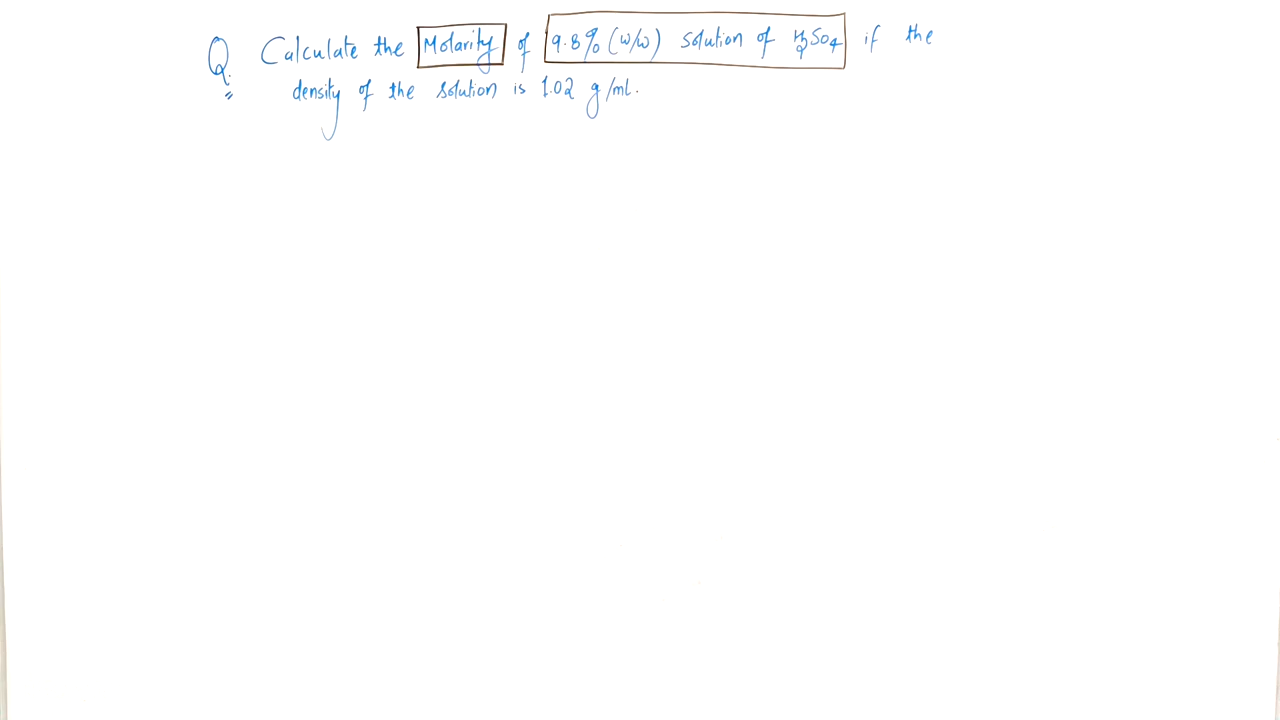 Q. Calculate the Molarity of 9.8% (w/w) solution of H2SO4 if the
density of the solution is 1.02 g/ml.